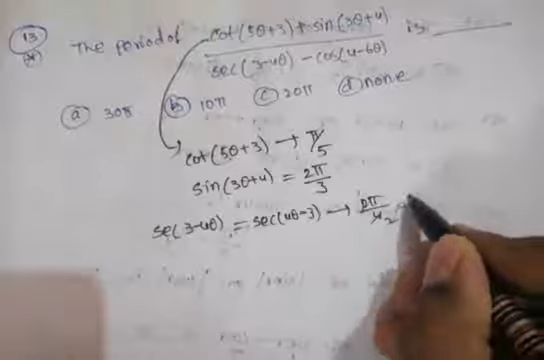 13 The period of cot(5θ+3)+sin(3θ+4) / sec(3-4θ)-cos(4-6θ) is ______
a 30π b 10π c 20π d none
cot(5θ+3) → π/5
sin(3θ+4) = 2π/3
sec(3-4θ) = sec(4θ-3) → 2π/4 2